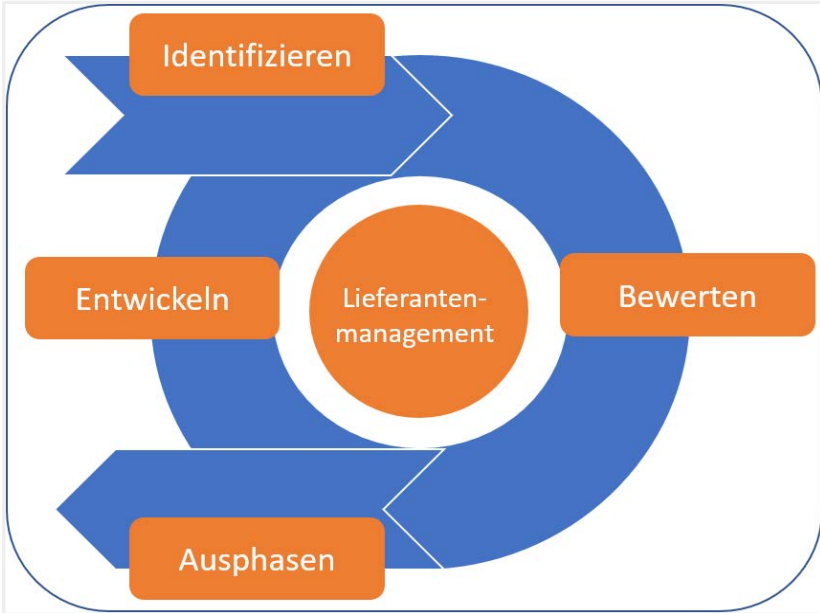 Identifizieren
Entwickeln
Lieferanten-
management
Bewerten
Ausphasen